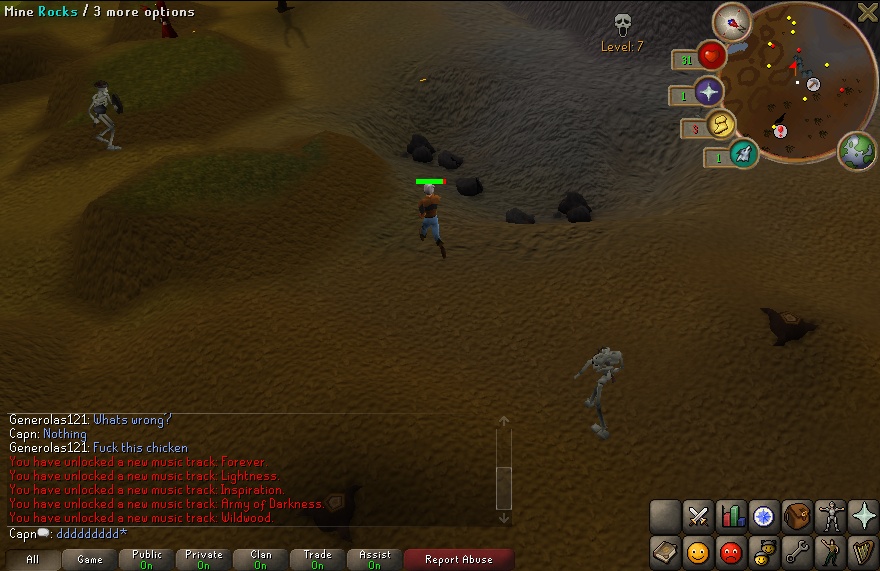 Mine Rocks / 3 more options
Level: 7
31
1
8
1
Generolas121: Whats wrong?
Capn: Nothing
Generolas121: Fuck this chicken
You have unlocked a new music track: Forever.
You have unlocked a new music track: Lightness.
You have unlocked a new music track: Inspiration.
You have unlocked a new music track: Army of Darkness.
You have unlocked a new music track: Wildwood.
Capn: ddddddddd*
All Game Public On Private On Clan On Trade On Assist On Report Abuse